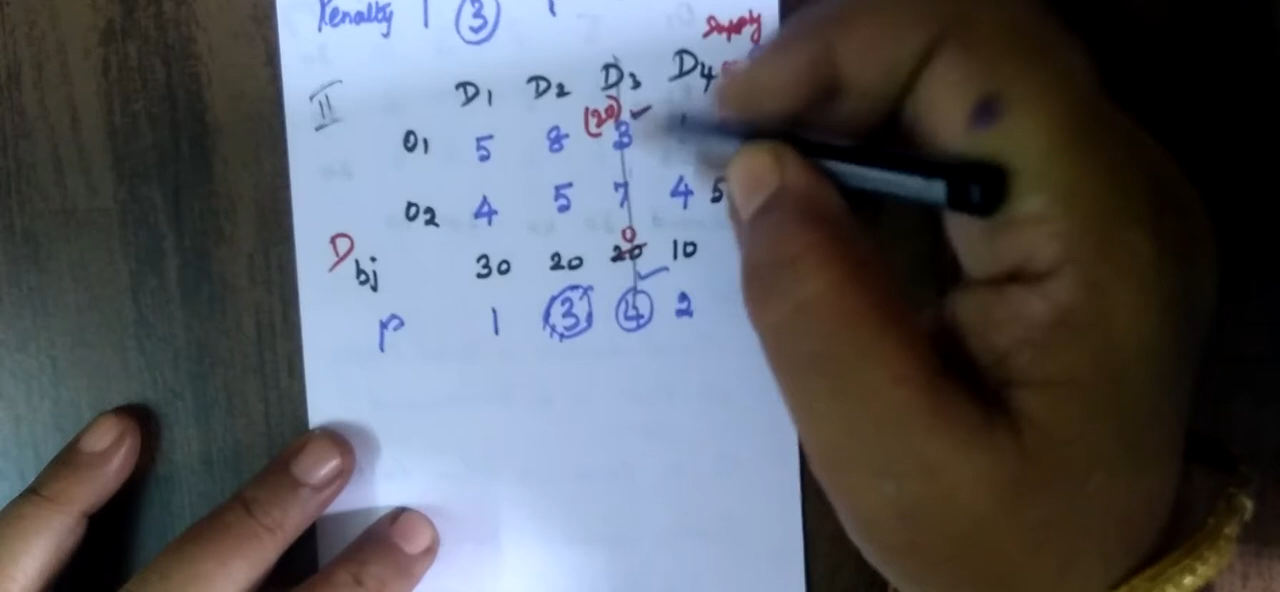 Penalty 1 3 1
Supply
II D1 D2 D3 D4
(20)
O1 5 8 3
O2 4 5 7 4 5
0
D bj 30 20 20 10
P 1 3 4 2